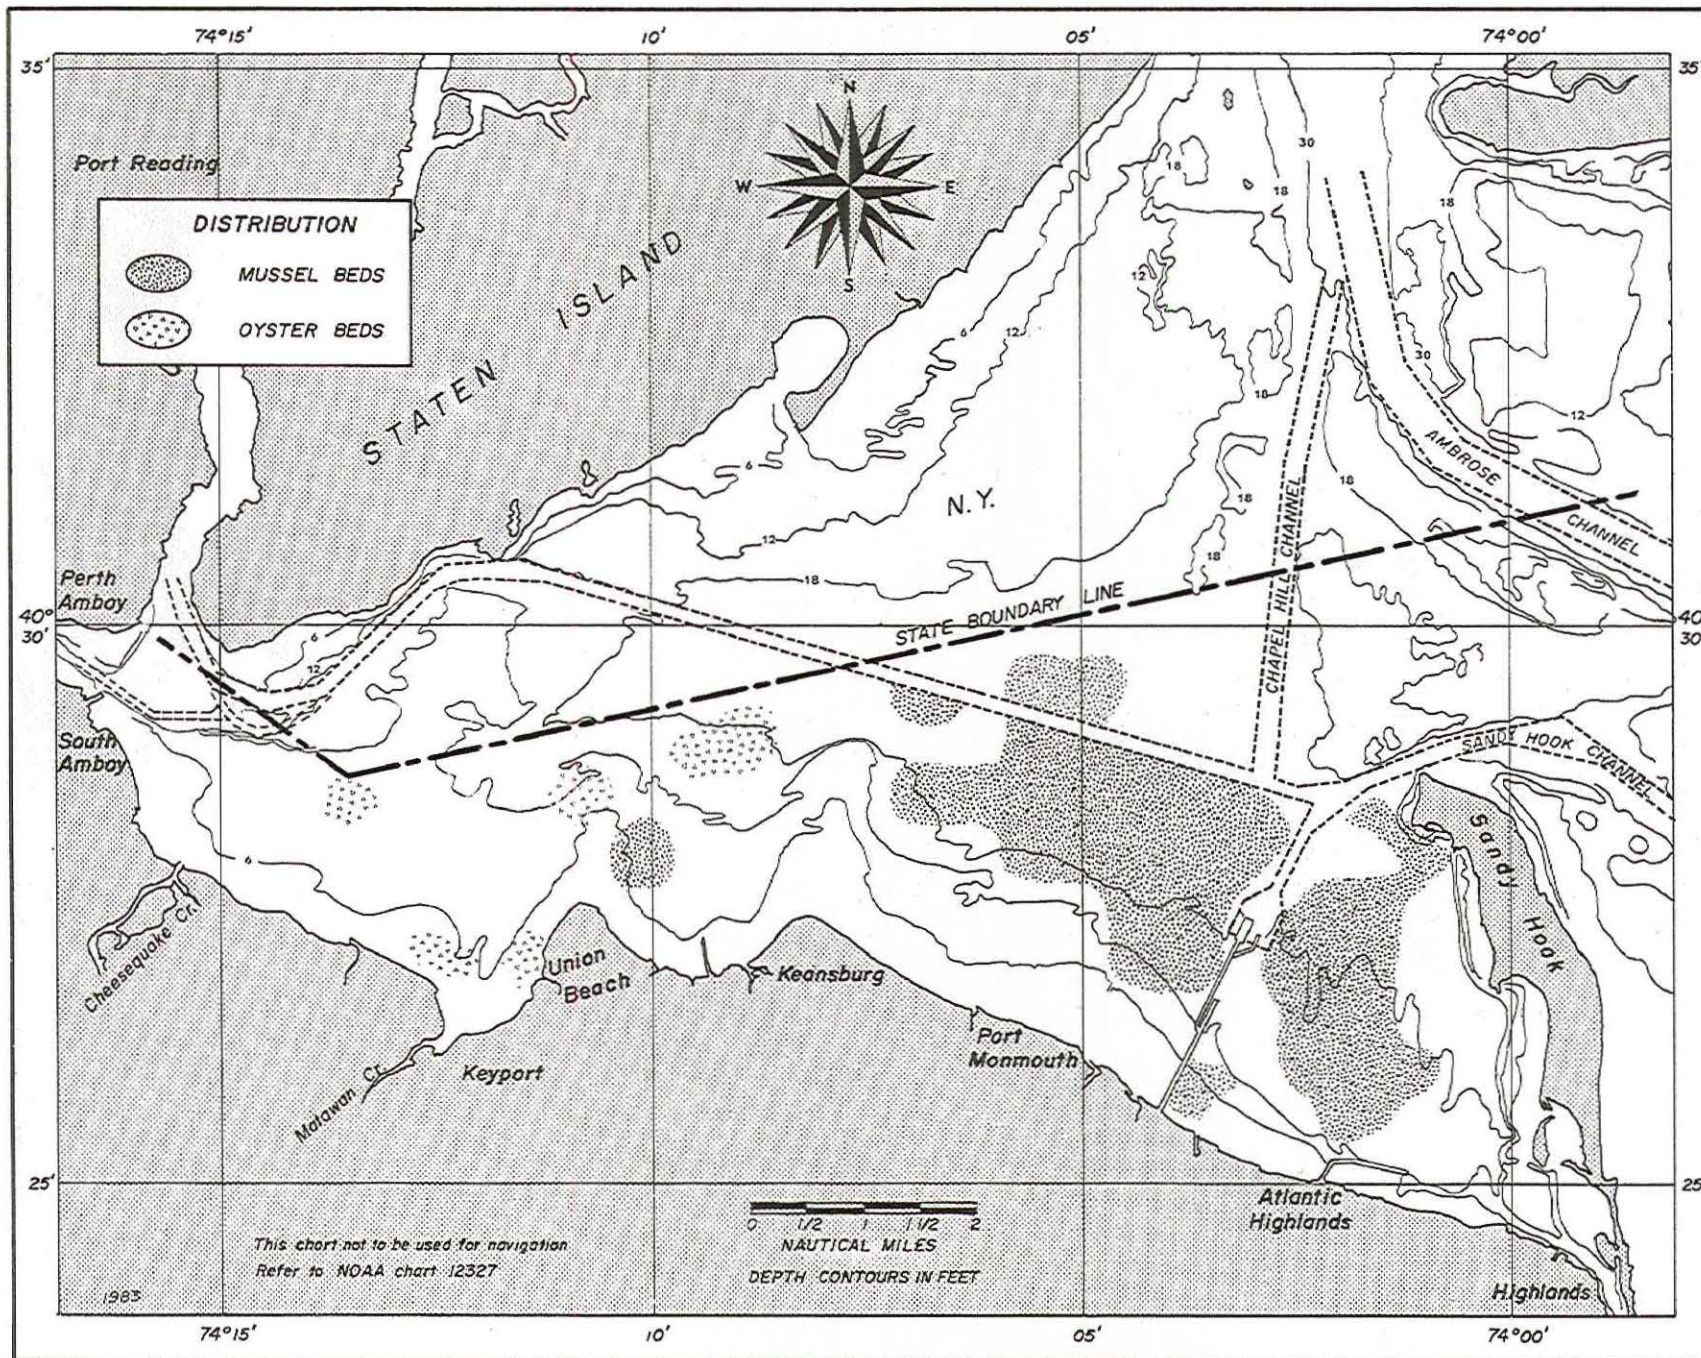 74°15'
10'
05'
74°00'
35'
35'
Port Reading
DISTRIBUTION
MUSSEL BEDS
OYSTER BEDS
STATEN ISLAND
N
W
E
S
30
18
18
18
12
6
12
30
12
18
18
18
6
N.Y.
12
18
18
AMBROSE
CHANNEL
CHAPEL HILL CHANNEL
STATE BOUNDARY LINE
Perth
Amboy
40°
30'
40°
30'
6
12
South
Amboy
SANDY HOOK CHANNEL
Sandy Hook
6
Cheesequake Cr.
Union
Beach
Keansburg
Port
Monmouth
Keyport
Matawan Cr.
25'
25'
Atlantic
Highlands
0 1/2 1 1 1/2 2
NAUTICAL MILES
DEPTH CONTOURS IN FEET
This chart not to be used for navigation
Refer to NOAA chart 12327
1983
Highlands
74°15'
10'
05'
74°00'